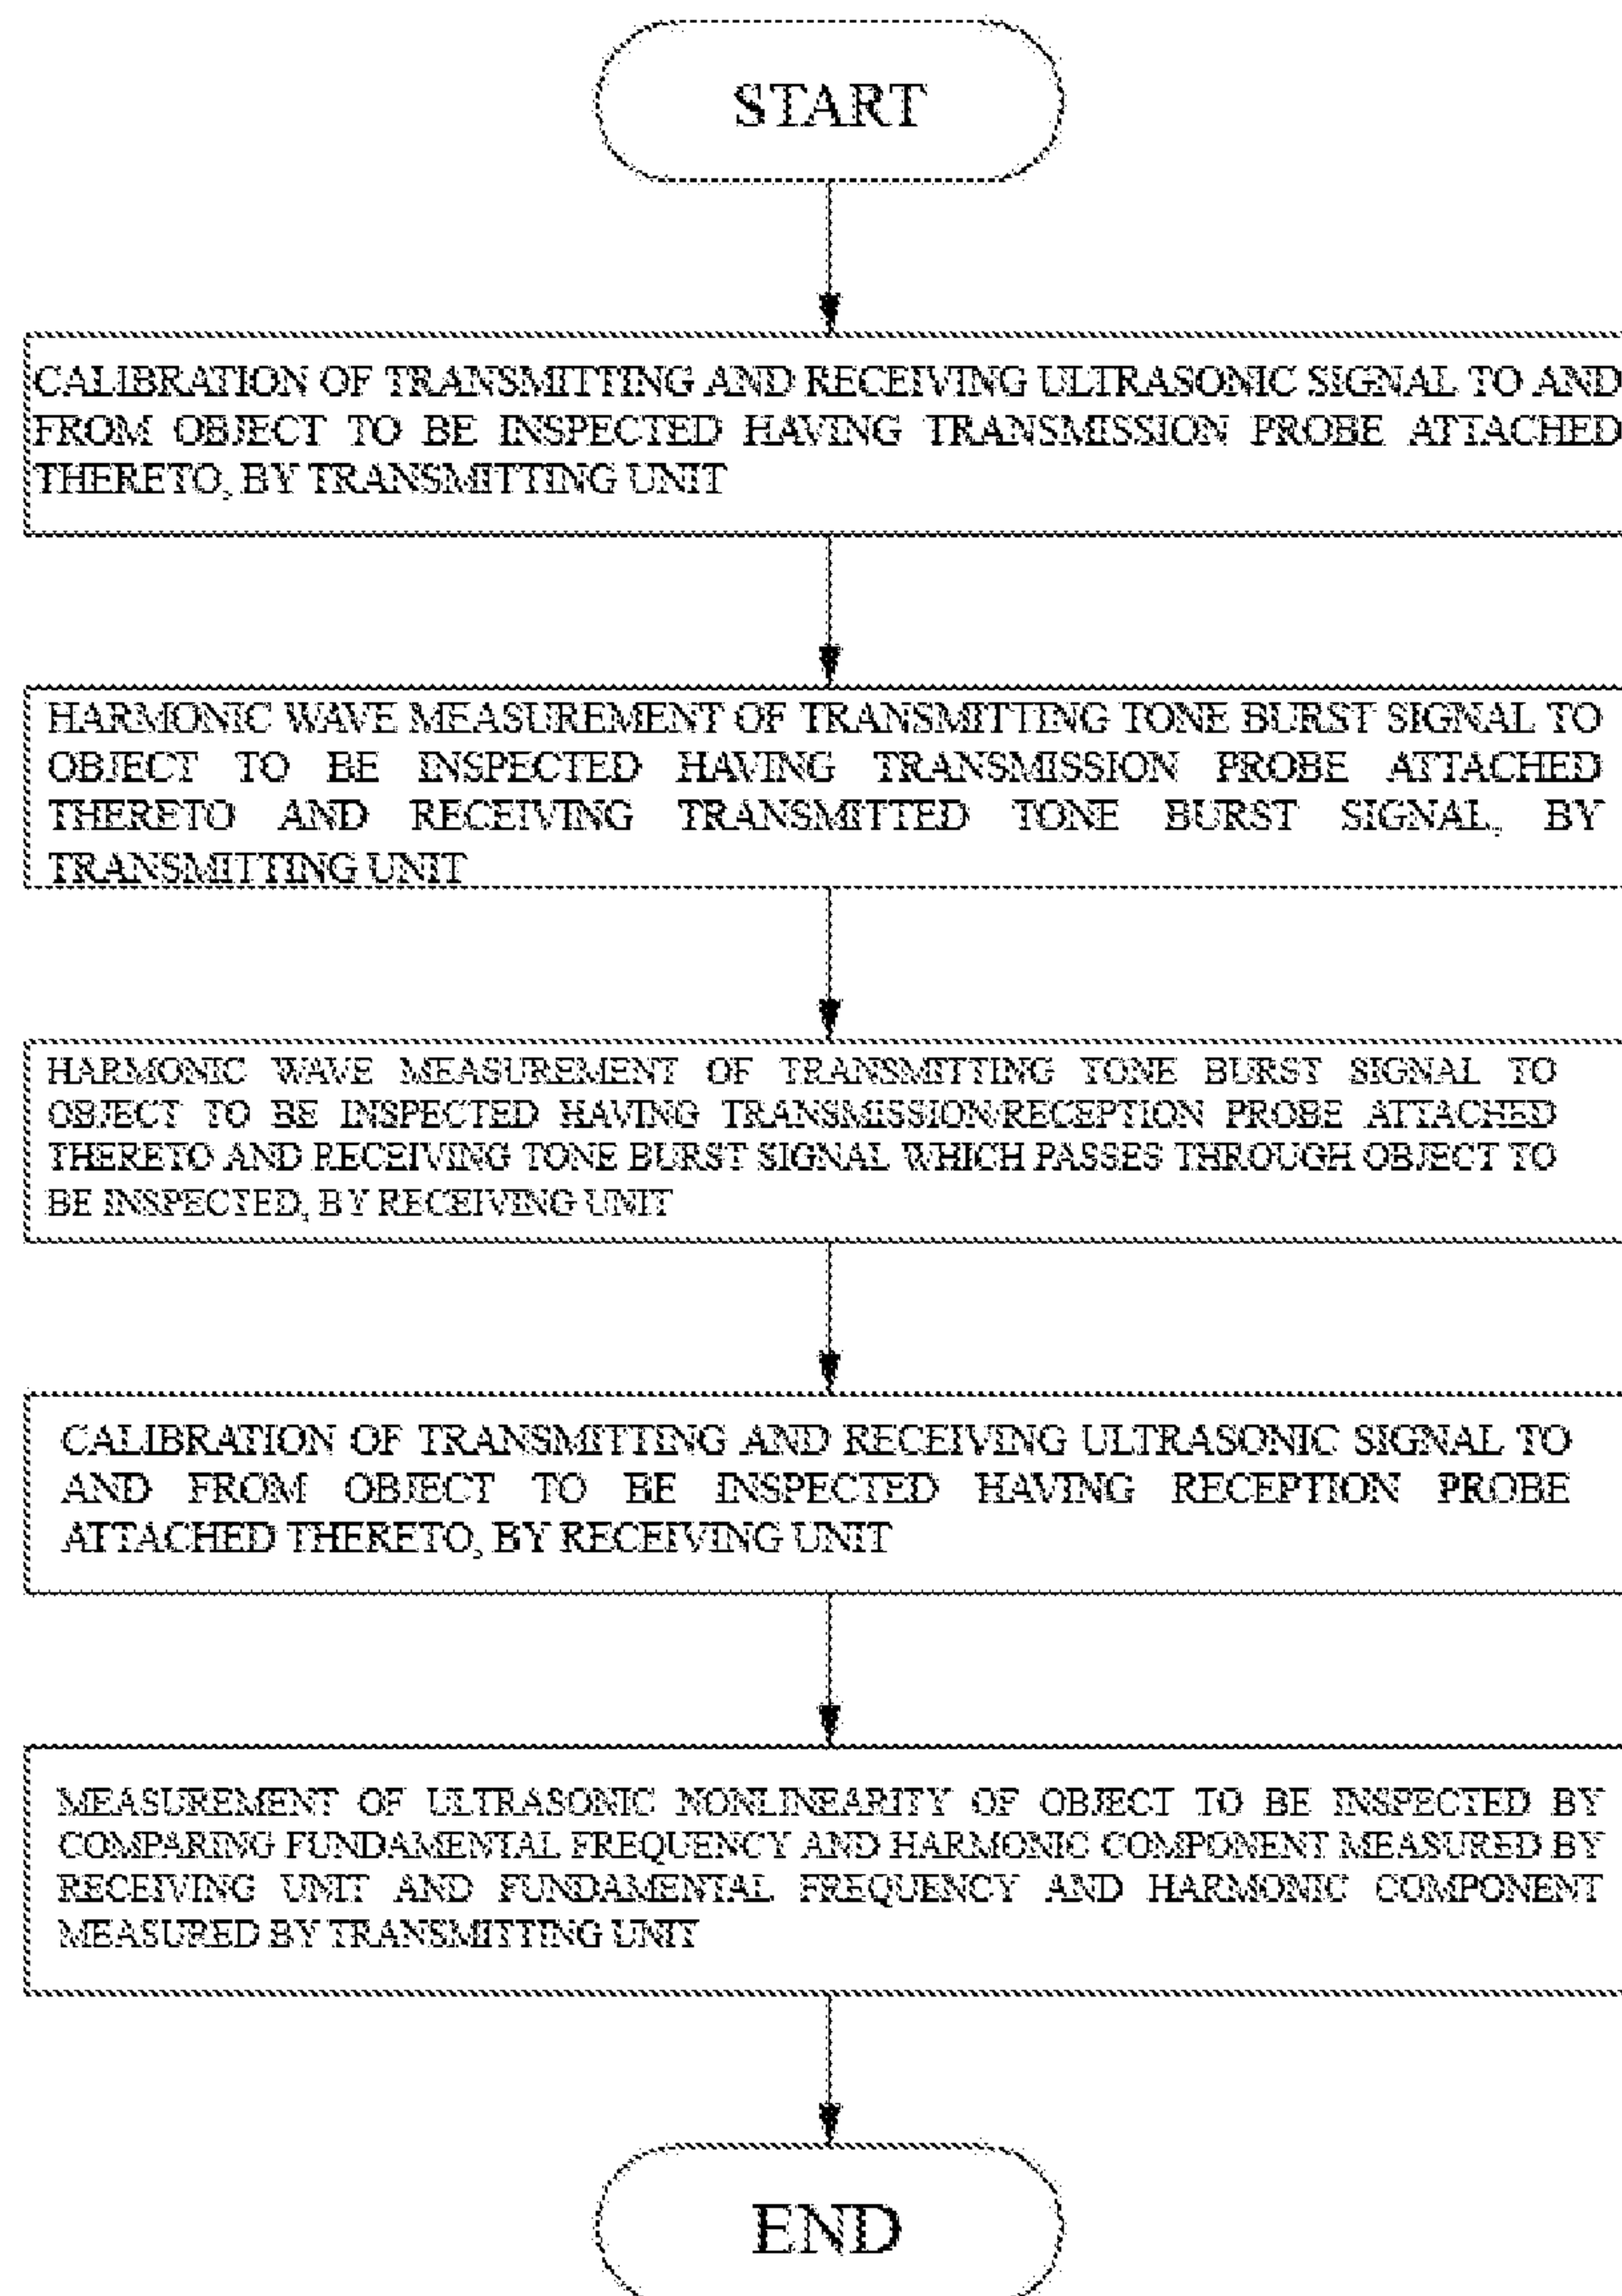 START
CALIBRATION OF TRANSMITTING AND RECEIVING ULTRASONIC SIGNAL TO AND
FROM OBJECT TO BE INSPECTED HAVING TRANSMISSION PROBE ATTACHED
THERETO, BY TRANSMITTING UNIT
HARMONIC WAVE MEASUREMENT OF TRANSMITTING TONE BURST SIGNAL TO
OBJECT TO BE INSPECTED HAVING TRANSMISSION PROBE ATTACHED
THERETO AND RECEIVING TRANSMITTED TONE BURST SIGNAL, BY
TRANSMITTING UNIT
HARMONIC WAVE MEASUREMENT OF TRANSMITTING TONE BURST SIGNAL TO
OBJECT TO BE INSPECTED HAVING TRANSMISSION/RECEPTION PROBE ATTACHED
THERETO AND RECEIVING TONE BURST SIGNAL WHICH PASSES THROUGH OBJECT TO
BE INSPECTED, BY RECEIVING UNIT
CALIBRATION OF TRANSMITTING AND RECEIVING ULTRASONIC SIGNAL TO
AND FROM OBJECT TO BE INSPECTED HAVING RECEPTION PROBE
ATTACHED THERETO, BY RECEIVING UNIT
MEASUREMENT OF ULTRASONIC NONLINEARITY OF OBJECT TO BE INSPECTED BY
COMPARING FUNDAMENTAL FREQUENCY AND HARMONIC COMPONENT MEASURED BY
RECEIVING UNIT AND FUNDAMENTAL FREQUENCY AND HARMONIC COMPONENT
MEASURED BY TRANSMITTING UNIT
END